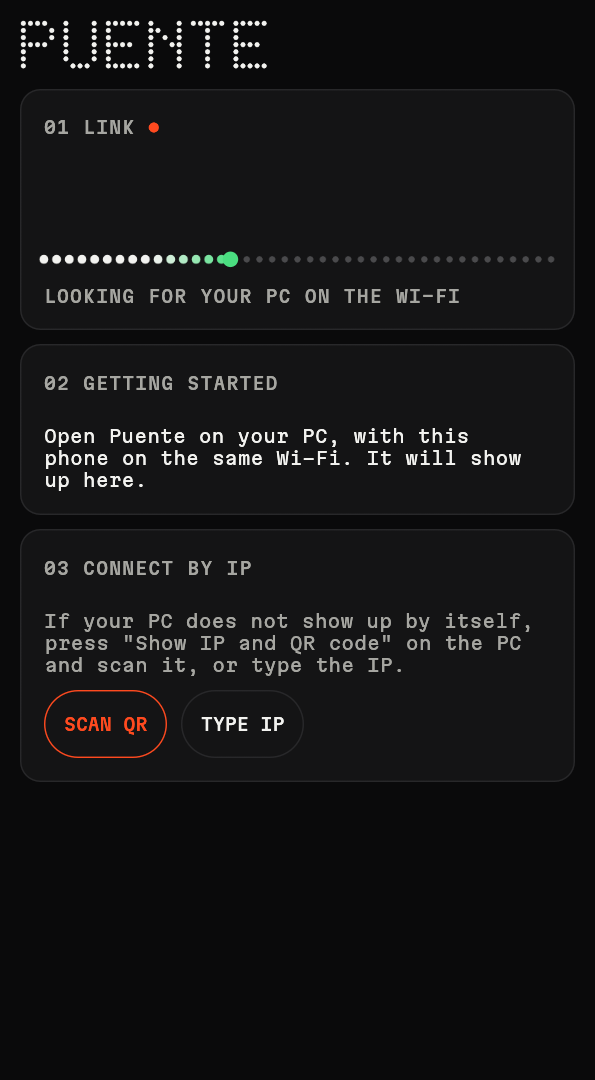 PUENTE
01 LINK
LOOKING FOR YOUR PC ON THE WI-FI
02 GETTING STARTED
Open Puente on your PC, with this
phone on the same Wi-Fi. It will show
up here.
03 CONNECT BY IP
If your PC does not show up by itself,
press "Show IP and QR code" on the PC
and scan it, or type the IP.
SCAN QR
TYPE IP